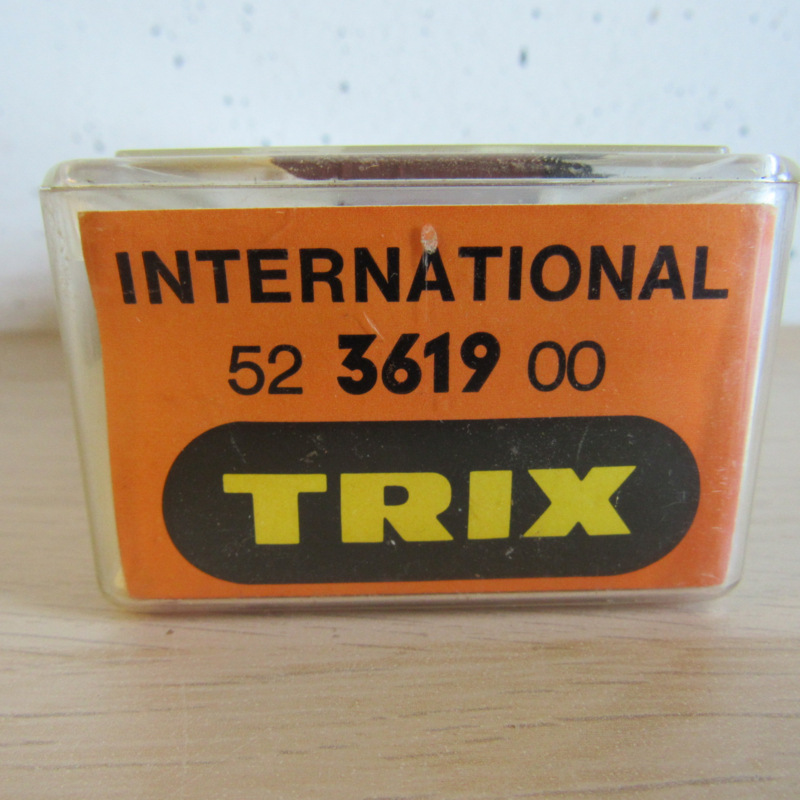 INTERNATIONAL
52 3619 00
TRIX